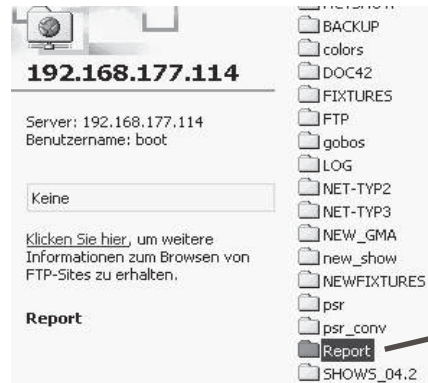 192.168.177.114
Server: 192.168.177.114
Benutzername: boot
Keine
Klicken Sie hier, um weitere
Informationen zum Browsen von
FTP-Sites zu erhalten.
Report
BACKUP
colors
DOC42
FIXTURES
FTP
gobos
LOG
NET-TYP2
NET-TYP3
NEW_GMA
new_show
NEWFIXTURES
psr
psr_conv
Report
SHOWS_04.2